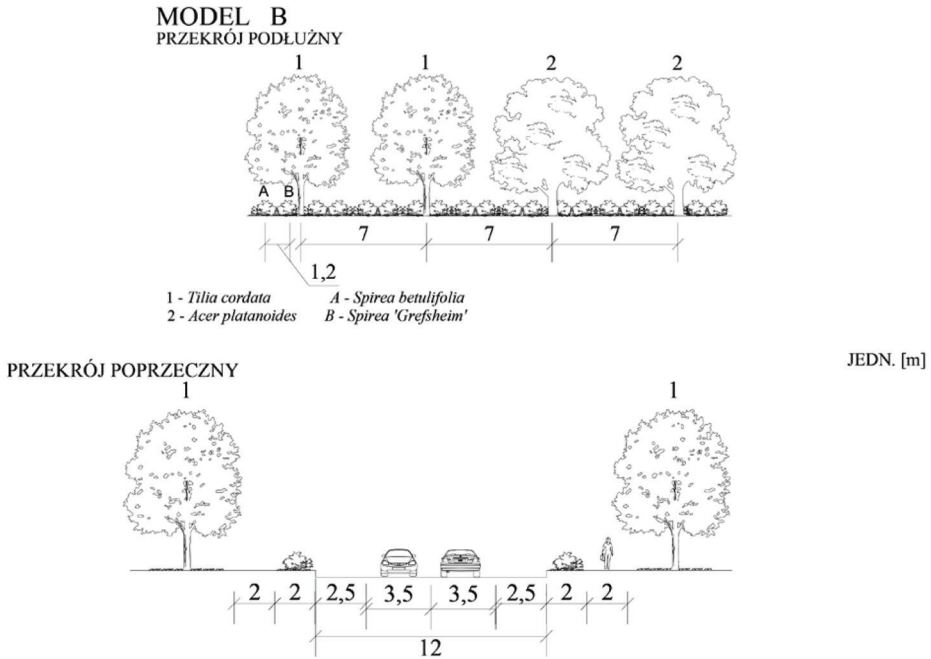 MODEL B
PRZEKRÓJ PODŁUŻNY
1 1 2 2
A B
7 7 7
1,2
1 - Tilia cordata A - Spirea betulifolia
2 - Acer platanoides B - Spirea 'Grefsheim'
PRZEKRÓJ POPRZECZNY JEDN. [m]
1 1
2 2 2,5 3,5 3,5 2,5 2 2
12